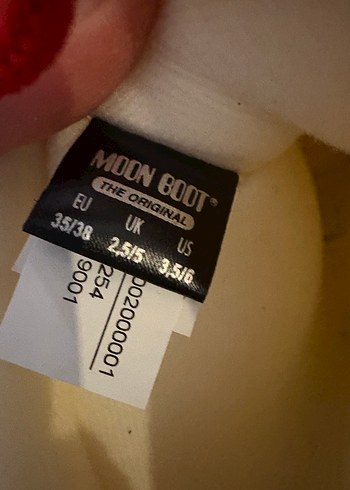 MOON BOOT®
THE ORIGINAL
EU UK US
35/38 2,5/5 3,5/6
002000001
254
9001